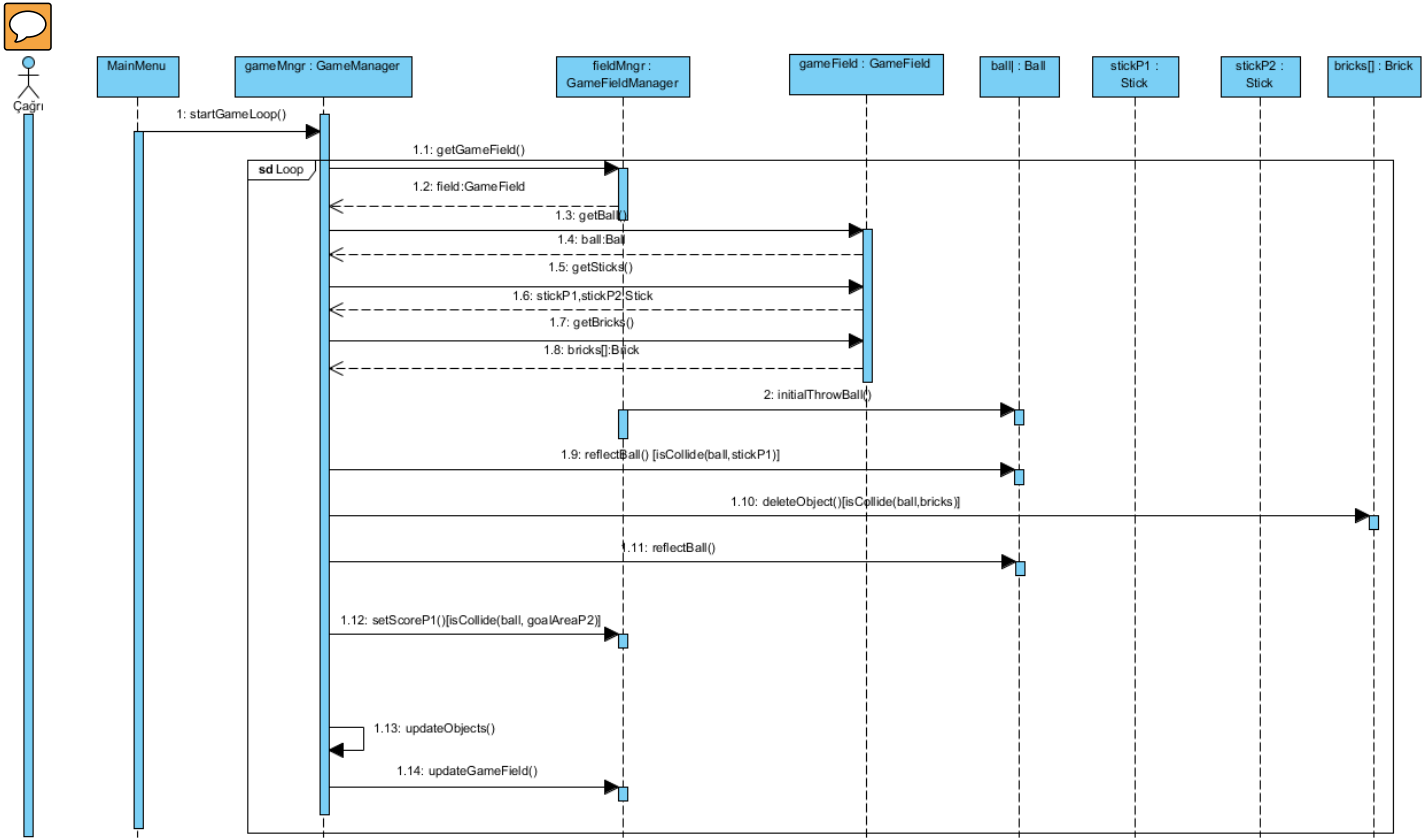 Çağrı
MainMenu
gameMngr : GameManager
fieldMngr :
GameFieldManager
gameField : GameField
ball| : Ball
stickP1 :
Stick
stickP2 :
Stick
bricks[] : Brick
1: startGameLoop()
sd Loop
1.1: getGameField()
1.2: field:GameField
1.3: getBall()
1.4: ball:Ball
1.5: getSticks()
1.6: stickP1,stickP2:Stick
1.7: getBricks()
1.8: bricks[]:Brick
2: initialThrowBall()
1.9: reflectBall() [isCollide(ball,stickP1)]
1.10: deleteObject()[isCollide(ball,bricks)]
1.11: reflectBall()
1.12: setScoreP1()[isCollide(ball, goalAreaP2)]
1.13: updateObjects()
1.14: updateGameField()